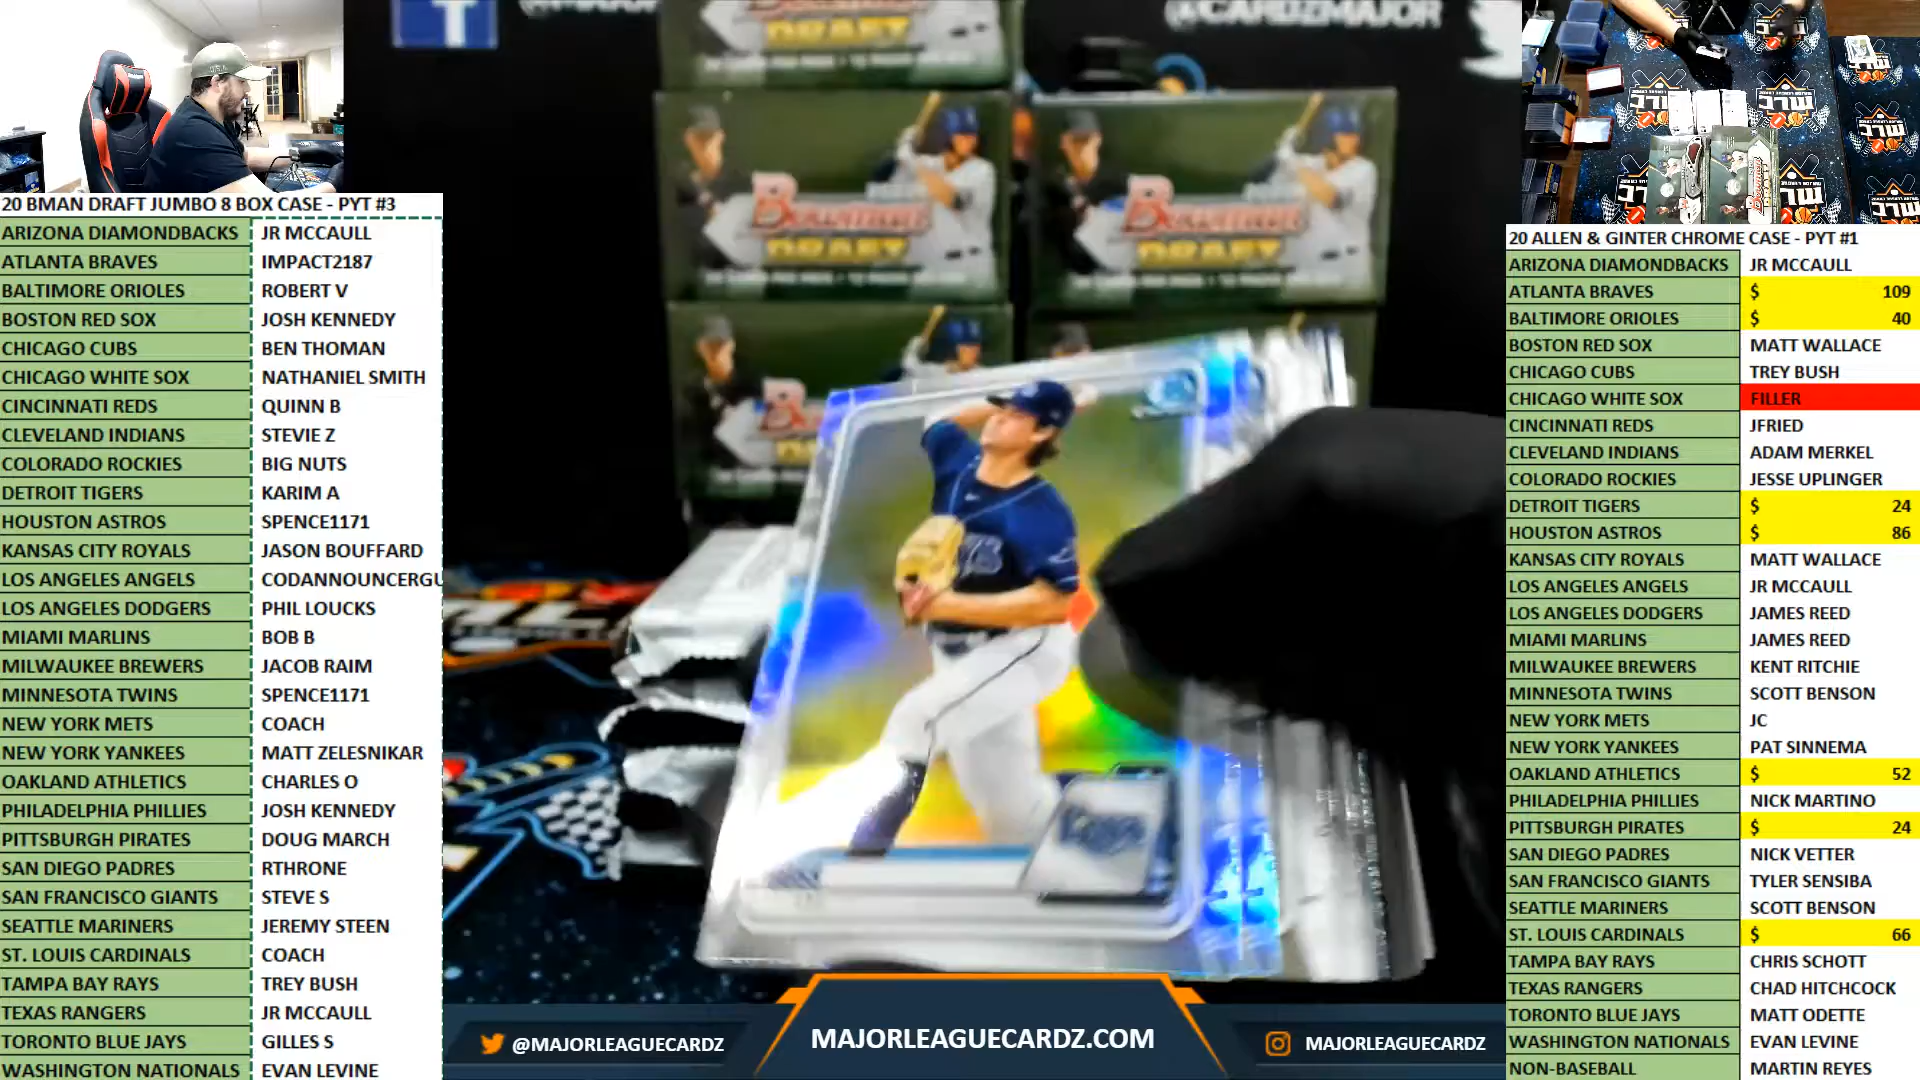 @CARDZMAJOR
BOWMAN
DRAFT
BOWMAN
DRAFT
BOWMAN
DRAFT
20 BMAN DRAFT JUMBO 8 BOX CASE - PYT #3
ARIZONA DIAMONDBACKS JR MCCAULL
ATLANTA BRAVES IMPACT2187
BALTIMORE ORIOLES ROBERT V
BOSTON RED SOX JOSH KENNEDY
CHICAGO CUBS BEN THOMAN
CHICAGO WHITE SOX NATHANIEL SMITH
CINCINNATI REDS QUINN B
CLEVELAND INDIANS STEVIE Z
COLORADO ROCKIES BIG NUTS
DETROIT TIGERS KARIM A
HOUSTON ASTROS SPENCE1171
KANSAS CITY ROYALS JASON BOUFFARD
LOS ANGELES ANGELS CODANNOUNCERGU
LOS ANGELES DODGERS PHIL LOUCKS
MIAMI MARLINS BOB B
MILWAUKEE BREWERS JACOB RAIM
MINNESOTA TWINS SPENCE1171
NEW YORK METS COACH
NEW YORK YANKEES MATT ZELESNIKAR
OAKLAND ATHLETICS CHARLES O
PHILADELPHIA PHILLIES JOSH KENNEDY
PITTSBURGH PIRATES DOUG MARCH
SAN DIEGO PADRES RTHRONE
SAN FRANCISCO GIANTS STEVE S
SEATTLE MARINERS JEREMY STEEN
ST. LOUIS CARDINALS COACH
TAMPA BAY RAYS TREY BUSH
TEXAS RANGERS JR MCCAULL
TORONTO BLUE JAYS GILLES S
WASHINGTON NATIONALS EVAN LEVINE
20 ALLEN & GINTER CHROME CASE - PYT #1
ARIZONA DIAMONDBACKS JR MCCAULL
ATLANTA BRAVES $ 109
BALTIMORE ORIOLES $ 40
BOSTON RED SOX MATT WALLACE
CHICAGO CUBS TREY BUSH
CHICAGO WHITE SOX FILLER
CINCINNATI REDS JFRIED
CLEVELAND INDIANS ADAM MERKEL
COLORADO ROCKIES JESSE UPLINGER
DETROIT TIGERS $ 24
HOUSTON ASTROS $ 86
KANSAS CITY ROYALS MATT WALLACE
LOS ANGELES ANGELS JR MCCAULL
LOS ANGELES DODGERS JAMES REED
MIAMI MARLINS JAMES REED
MILWAUKEE BREWERS KENT RITCHIE
MINNESOTA TWINS SCOTT BENSON
NEW YORK METS JC
NEW YORK YANKEES PAT SINNEMA
OAKLAND ATHLETICS $ 52
PHILADELPHIA PHILLIES NICK MARTINO
PITTSBURGH PIRATES $ 24
SAN DIEGO PADRES NICK VETTER
SAN FRANCISCO GIANTS TYLER SENSIBA
SEATTLE MARINERS SCOTT BENSON
ST. LOUIS CARDINALS $ 66
TAMPA BAY RAYS CHRIS SCHOTT
TEXAS RANGERS CHAD HITCHCOCK
TORONTO BLUE JAYS MATT ODETTE
WASHINGTON NATIONALS EVAN LEVINE
NON-BASEBALL MARTIN REYES
@MAJORLEAGUECARDZ
MAJORLEAGUECARDZ.COM
MAJORLEAGUECARDZ